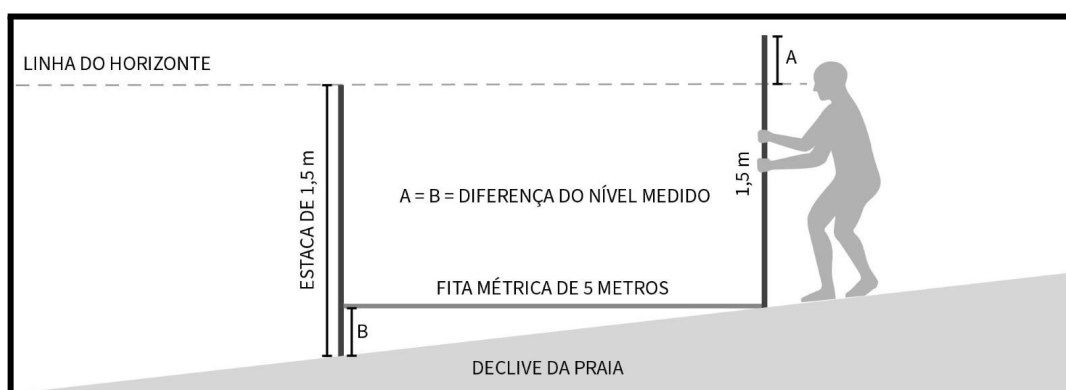 LINHA DO HORIZONTE
A
ESTACA DE 1,5 m
1,5 m
A = B = DIFERENÇA DO NÍVEL MEDIDO
FITA MÉTRICA DE 5 METROS
B
DECLIVE DA PRAIA